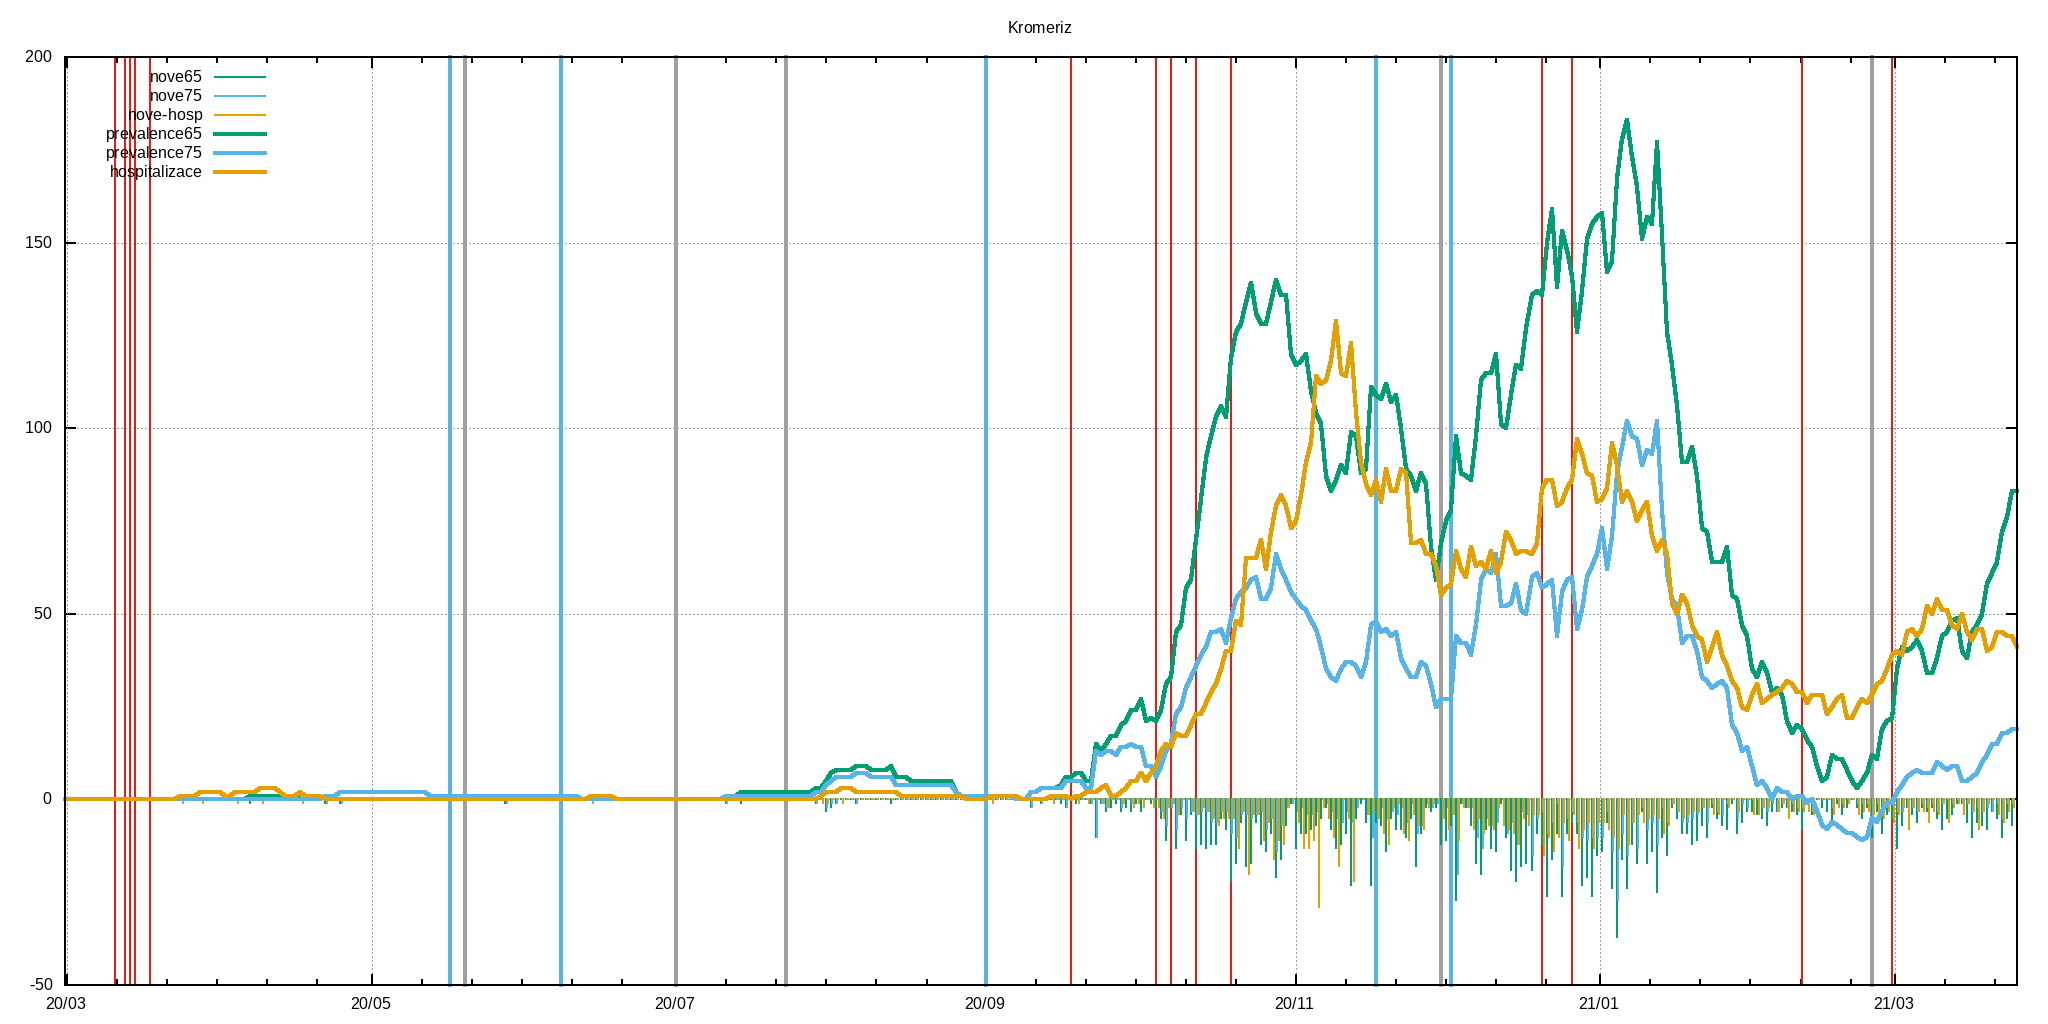 Kromeriz
200
150
100
50
0
-50
nove65
nove75
nove-hosp
prevalence65
prevalence75
hospitalizace
20/03 20/05 20/07 20/09 20/11 21/01 21/03